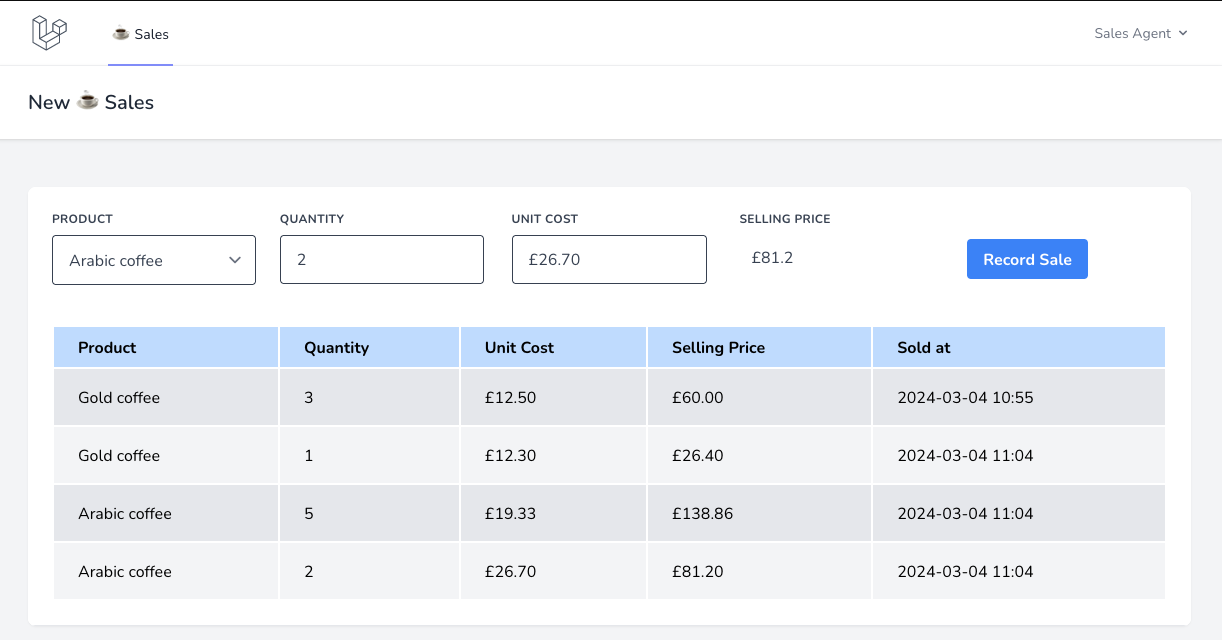 ☕ Sales Sales Agent
New ☕ Sales
PRODUCT QUANTITY UNIT COST SELLING PRICE
Arabic coffee 2 £26.70 £81.2 Record Sale
Product Quantity Unit Cost Selling Price Sold at
Gold coffee 3 £12.50 £60.00 2024-03-04 10:55
Gold coffee 1 £12.30 £26.40 2024-03-04 11:04
Arabic coffee 5 £19.33 £138.86 2024-03-04 11:04
Arabic coffee 2 £26.70 £81.20 2024-03-04 11:04